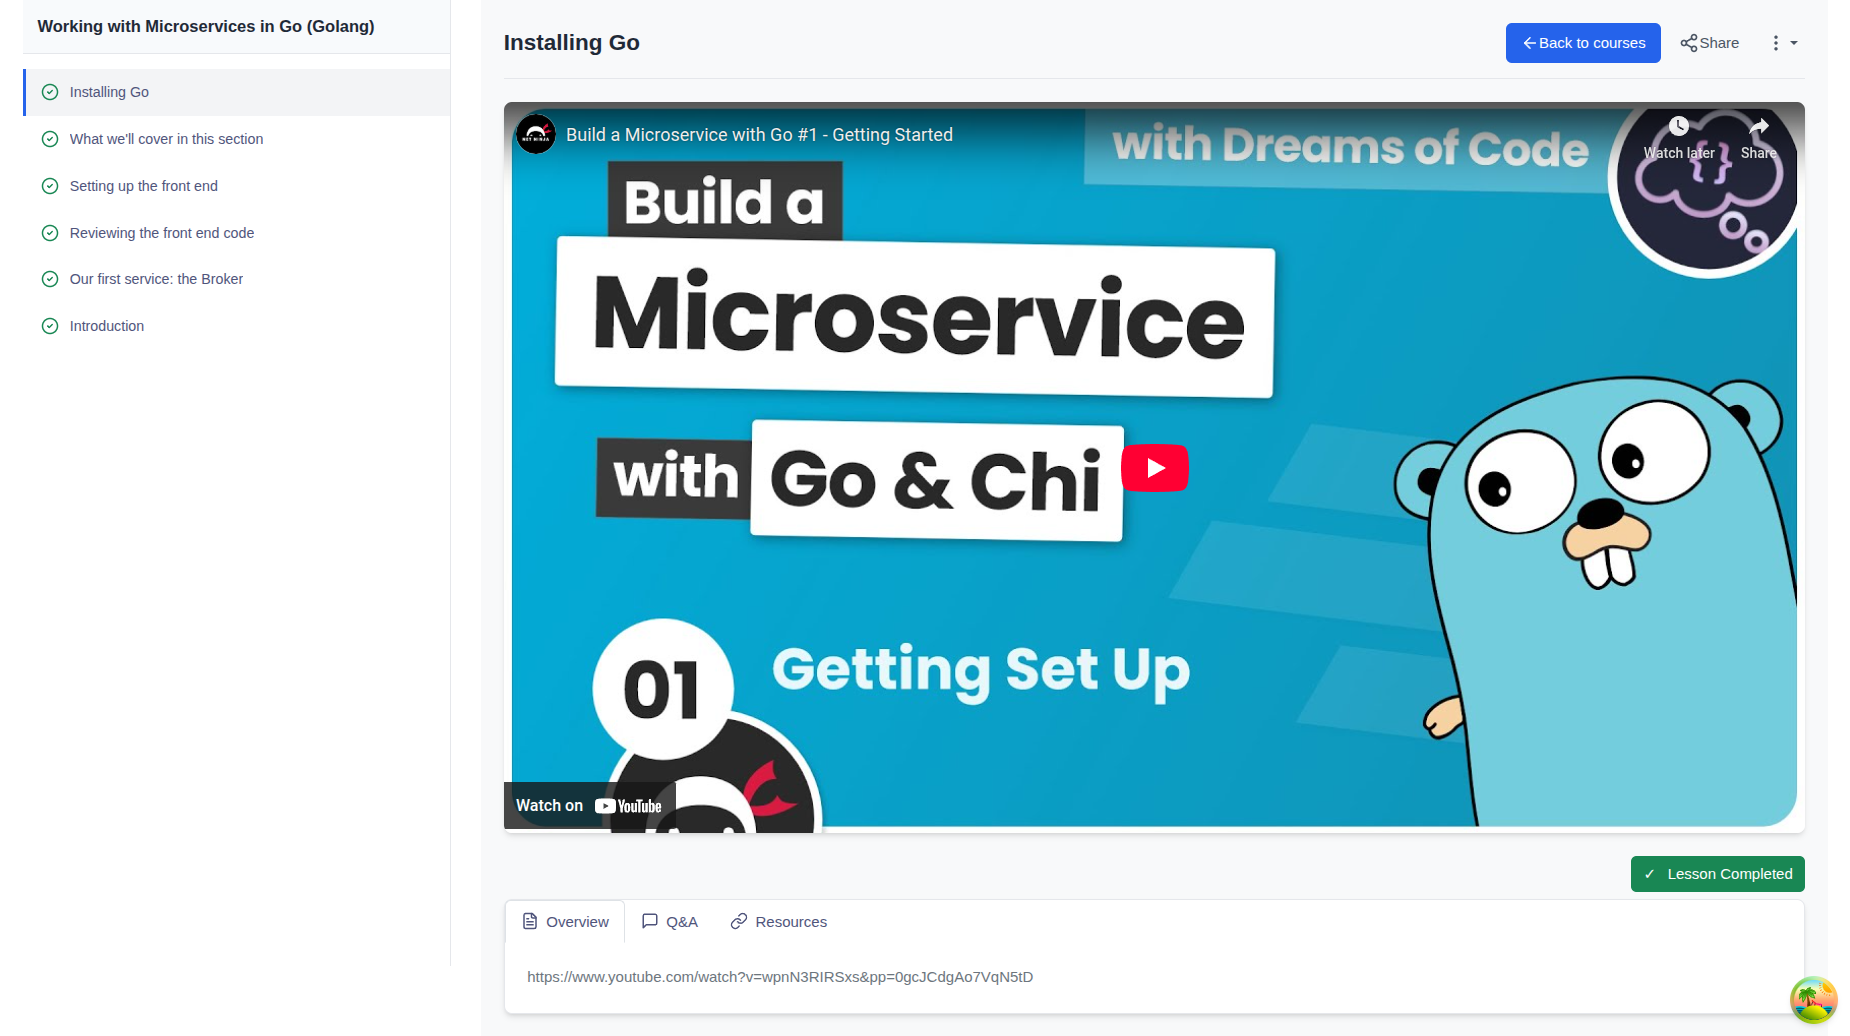 Working with Microservices in Go (Golang)
Installing Go
What we'll cover in this section
Setting up the front end
Reviewing the front end code
Our first service: the Broker
Introduction
Installing Go
Back to courses
Share
NET NINJA
Build a Microservice with Go #1 - Getting Started
with Dreams of Code
Watch later
Share
{}
Build a
Microservice
with Go & Chi
01
Getting Set Up
Watch on YouTube
✓ Lesson Completed
Overview
Q&A
Resources
https://www.youtube.com/watch?v=wpnN3RIRSxs&pp=0gcJCdgAo7VqN5tD